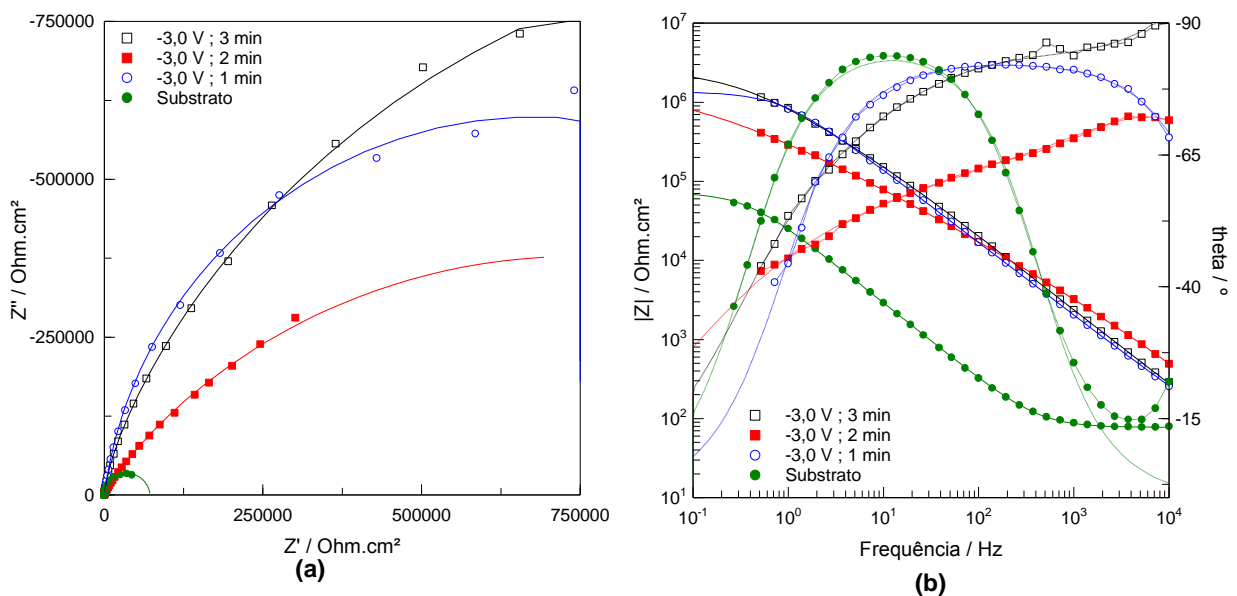 -750000
-500000
-250000
0
Z'' / Ohm.cm²
-3,0 V ; 3 min
-3,0 V ; 2 min
-3,0 V ; 1 min
Substrato
0 250000 500000 750000
Z' / Ohm.cm²
(a)
10⁷
10⁶
10⁵
10⁴
10³
10²
10¹
|Z| / Ohm.cm²
-90
-65
-40
-15
theta / º
-3,0 V ; 3 min
-3,0 V ; 2 min
-3,0 V ; 1 min
Substrato
10⁻¹ 10⁰ 10¹ 10² 10³ 10⁴
Frequência / Hz
(b)